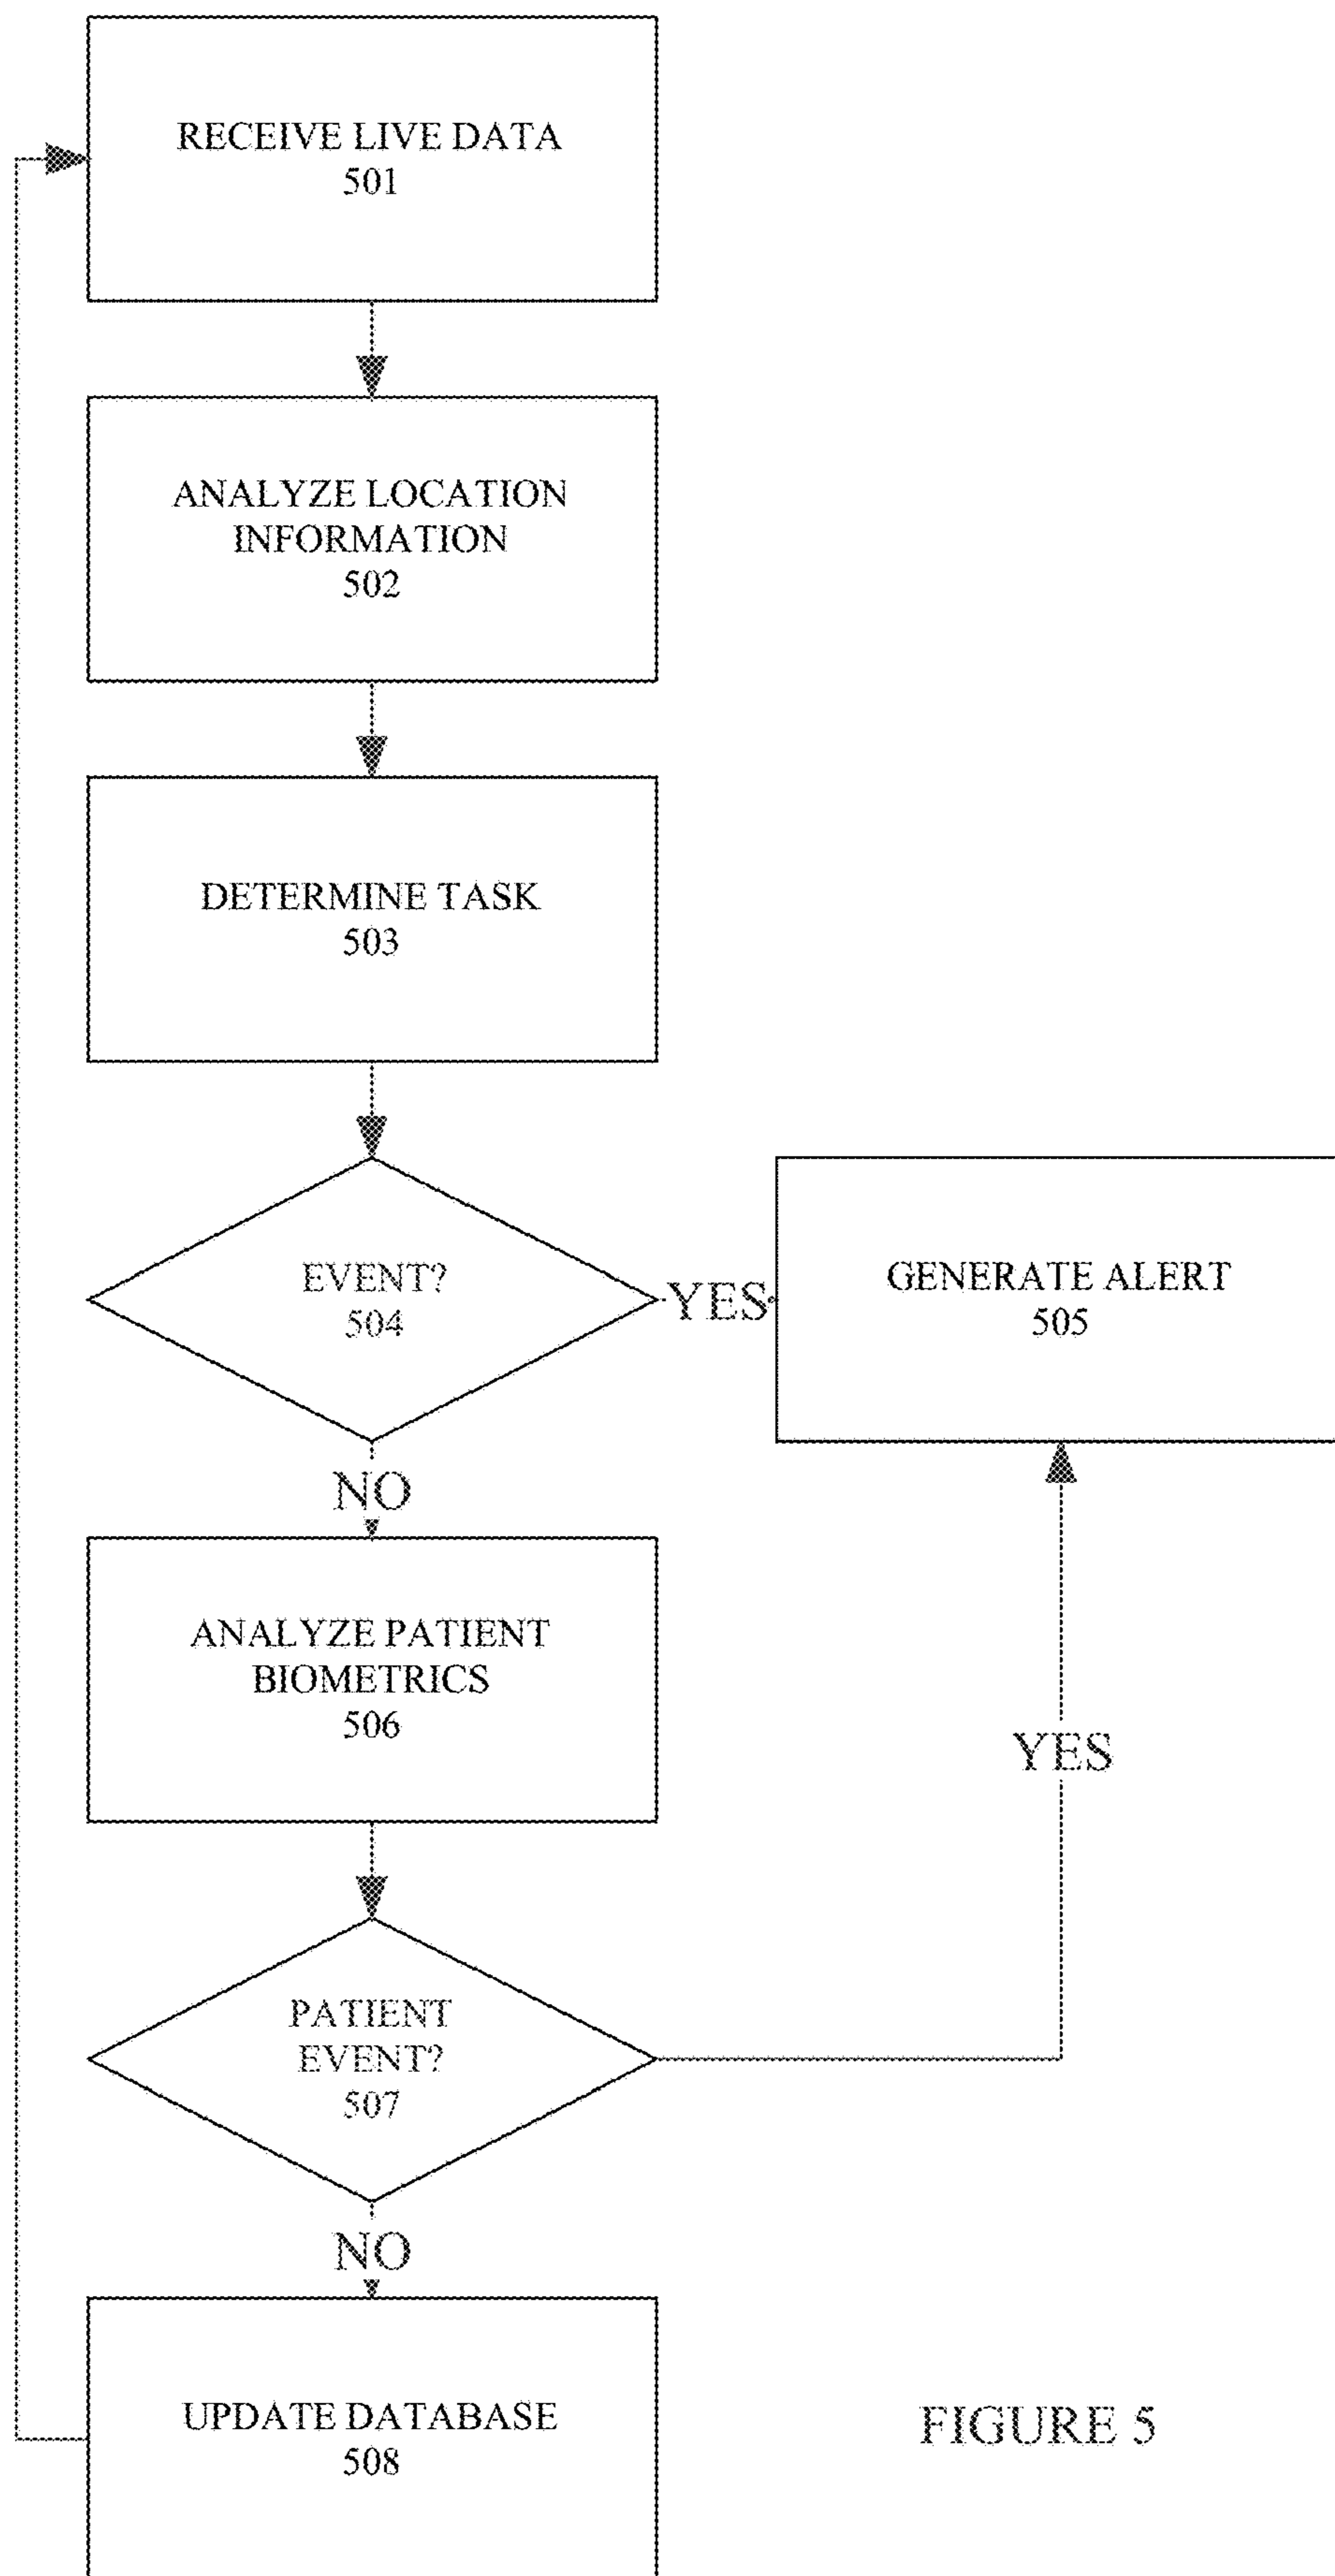 RECEIVE LIVE DATA
501
ANALYZE LOCATION
INFORMATION
502
DETERMINE TASK
503
EVENT?
504
YES
GENERATE ALERT
505
NO
ANALYZE PATIENT
BIOMETRICS
506
YES
PATIENT
EVENT?
507
NO
UPDATE DATABASE
508
FIGURE 5